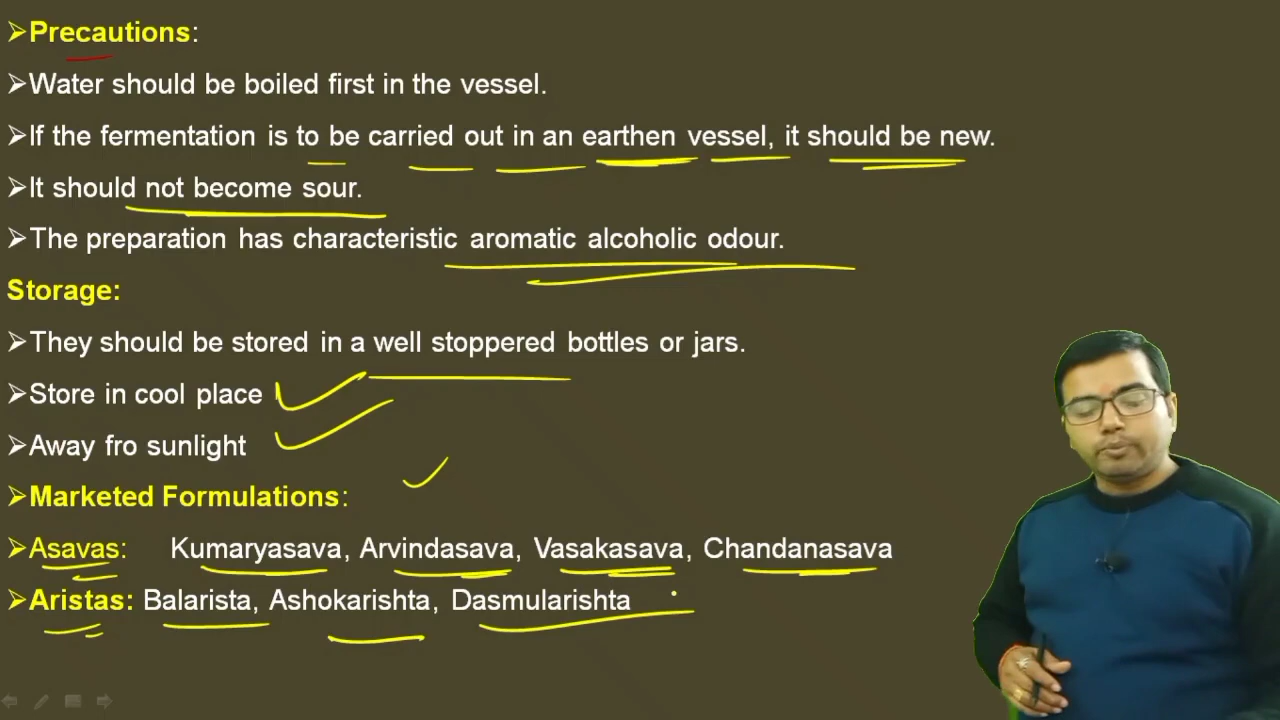 ➢Precautions:
➢Water should be boiled first in the vessel.
➢If the fermentation is to be carried out in an earthen vessel, it should be new.
➢It should not become sour.
➢The preparation has characteristic aromatic alcoholic odour.
Storage:
➢They should be stored in a well stoppered bottles or jars.
➢Store in cool place
➢Away fro sunlight
➢Marketed Formulations:
➢Asavas: Kumaryasava, Arvindasava, Vasakasava, Chandanasava
➢Aristas: Balarista, Ashokarishta, Dasmularishta